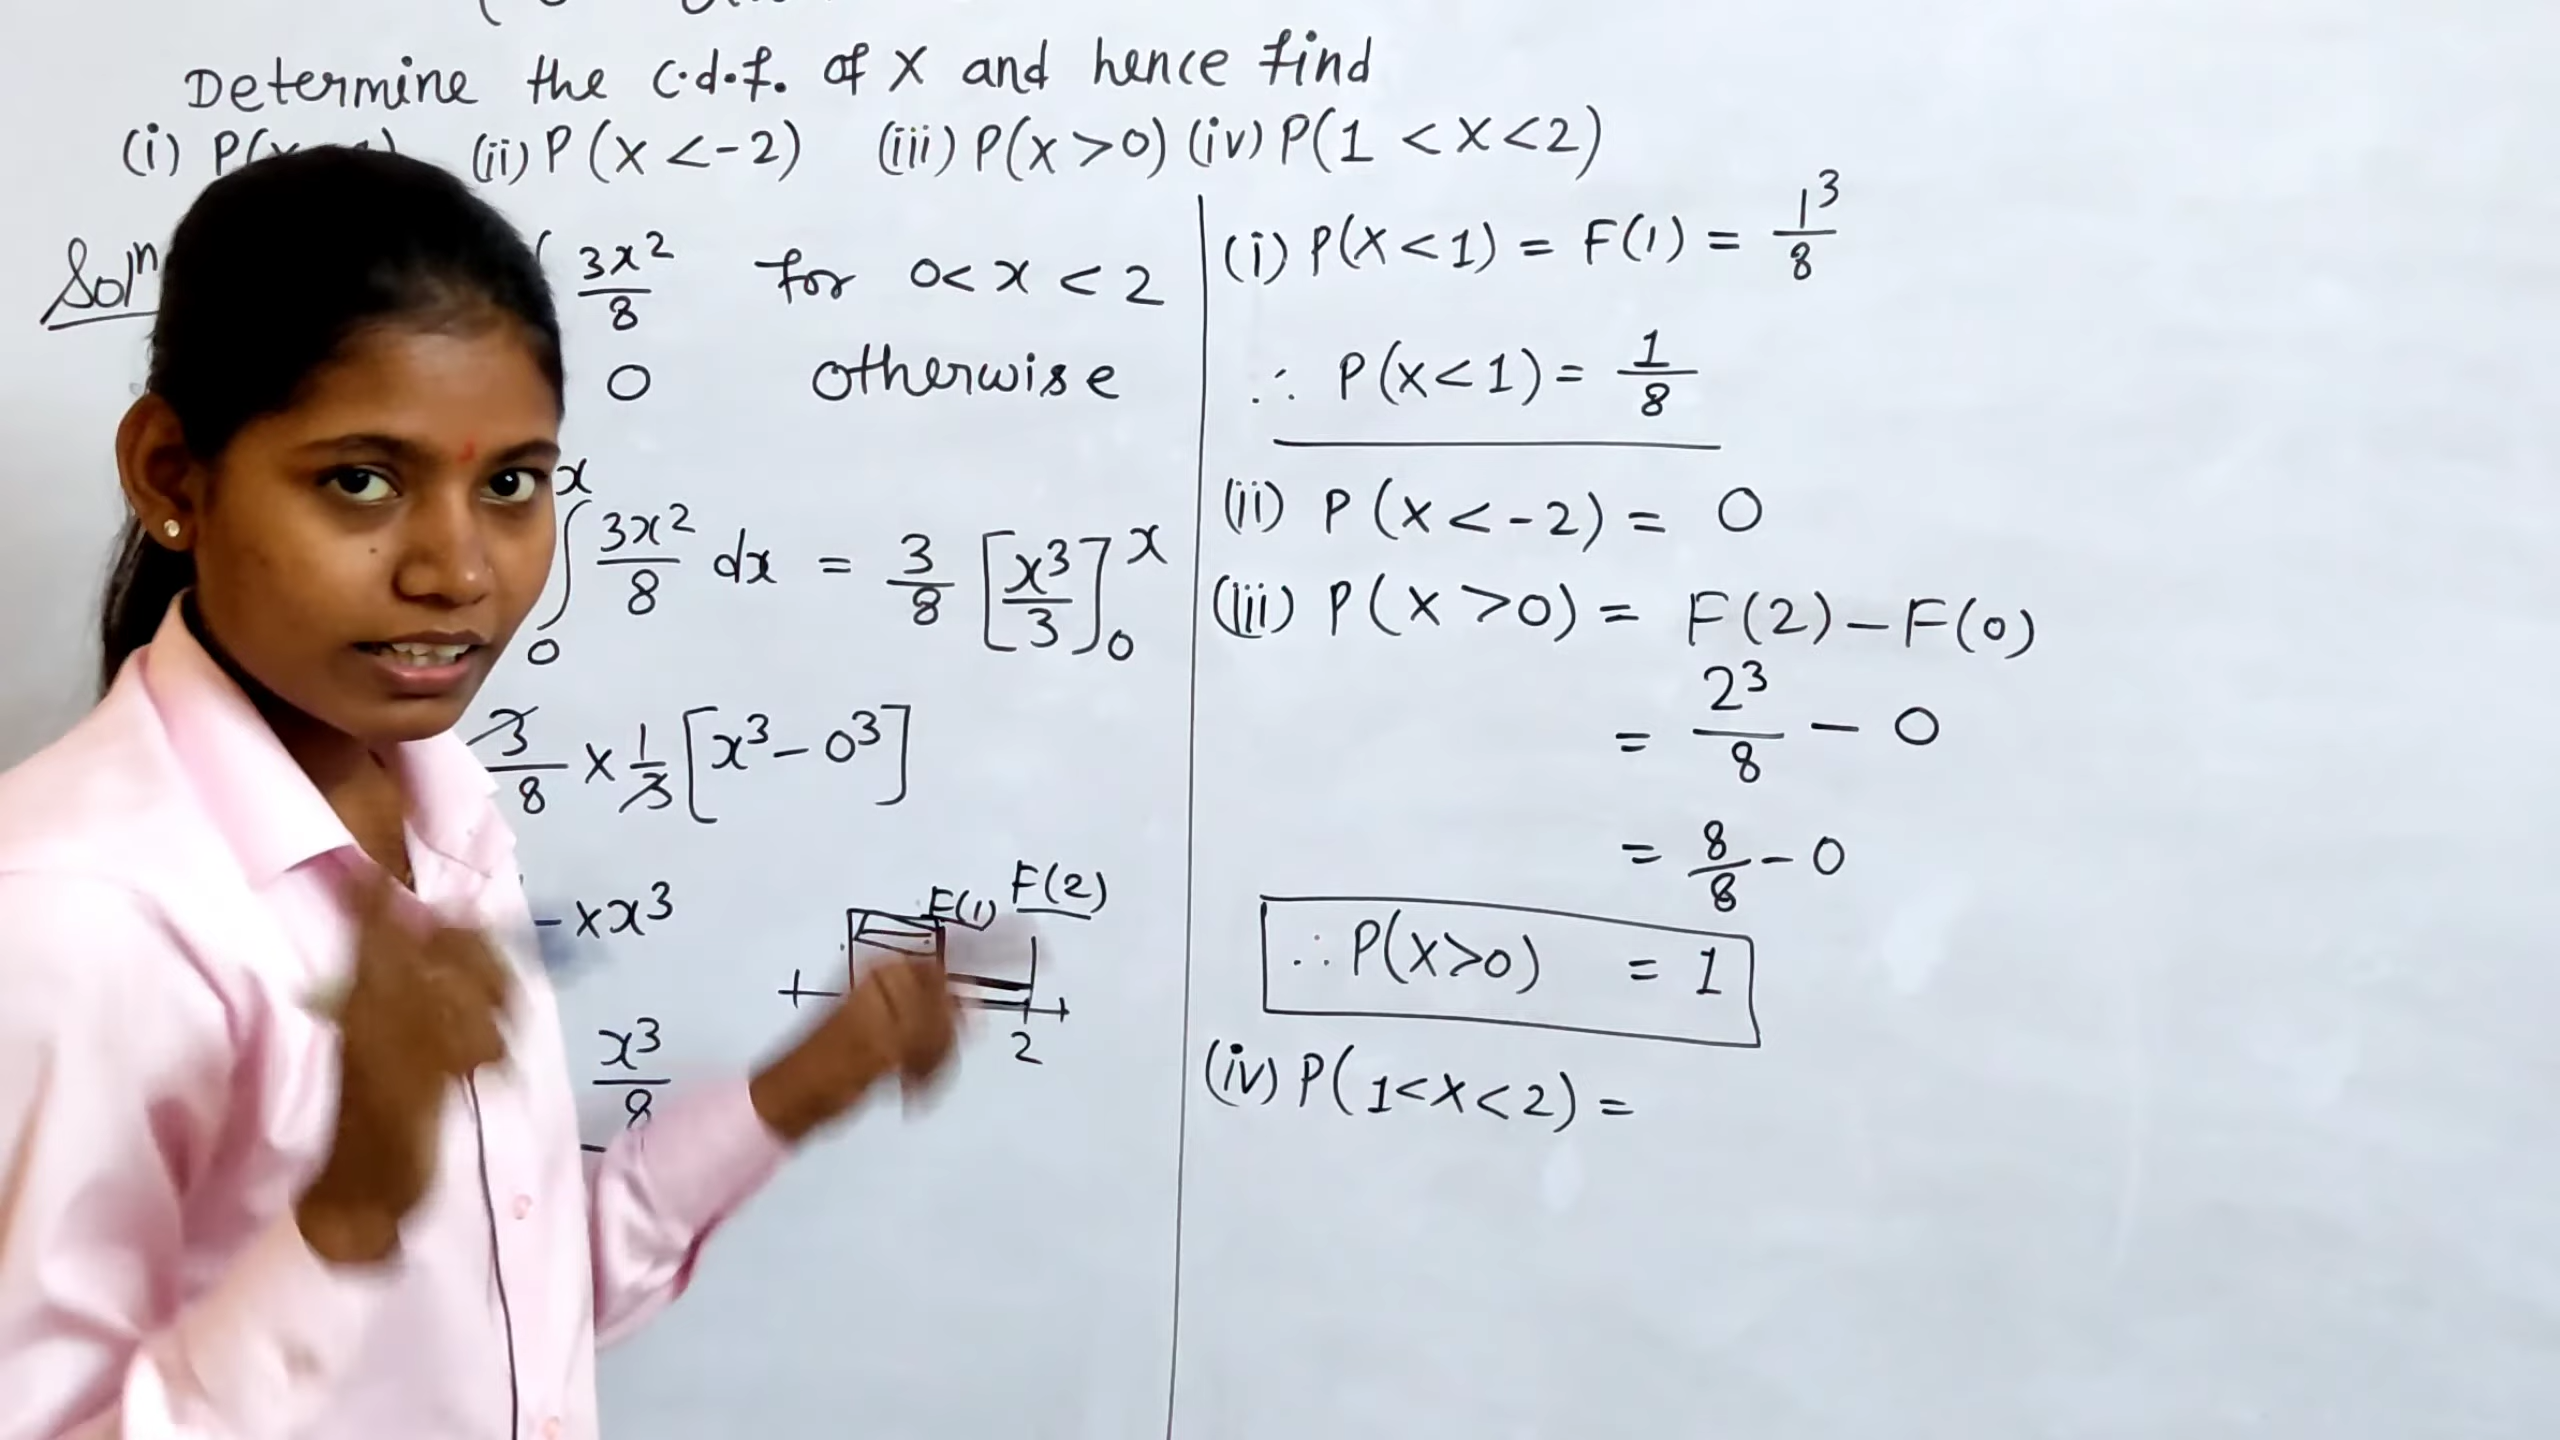 Determine the c.d.f. of X and hence find
(i) P(X (ii) P(X < -2) (iii) P(X > 0) (iv) P(1 < X < 2)
Solⁿ
3x²/8 for 0 < x < 2
0 otherwise
∫₀ˣ 3x²/8 dx = 3/8 [x³/3]₀ˣ
3/8 × 1/3 [x³ - 0³]
× x³
x³/8
F(1) F(2)
2
(i) P(X < 1) = F(1) = 1³/8
∴ P(X < 1) = 1/8
(ii) P(X < -2) = 0
(iii) P(X > 0) = F(2) - F(0)
= 2³/8 - 0
= 8/8 - 0
∴ P(X > 0) = 1
(iv) P(1 < X < 2) =